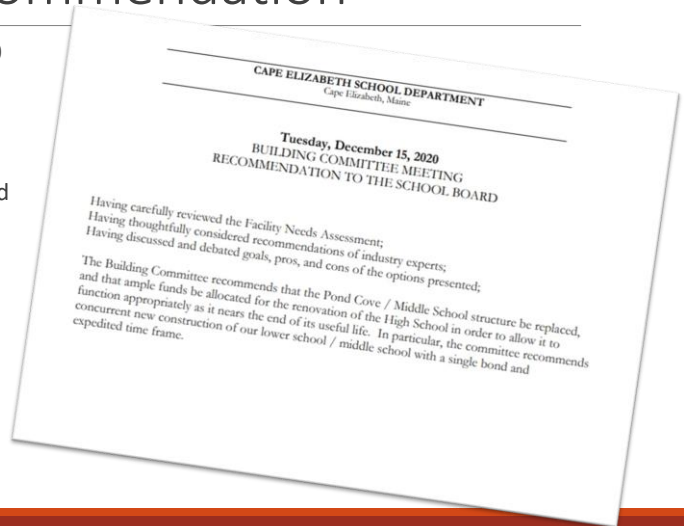 ommendation
)
d
CAPE ELIZABETH SCHOOL DEPARTMENT
Cape Elizabeth, Maine
Tuesday, December 15, 2020
BUILDING COMMITTEE MEETING
RECOMMENDATION TO THE SCHOOL BOARD
Having carefully reviewed the Facility Needs Assessment;
Having thoughtfully considered recommendations of industry experts;
Having discussed and debated goals, pros, and cons of the options presented;
The Building Committee recommends that the Pond Cove / Middle School structure be replaced,
and that ample funds be allocated for the renovation of the High School in order to allow it to
function appropriately as it nears the end of its useful life. In particular, the committee recommends
concurrent new construction of our lower school / middle school with a single bond and
expedited time frame.